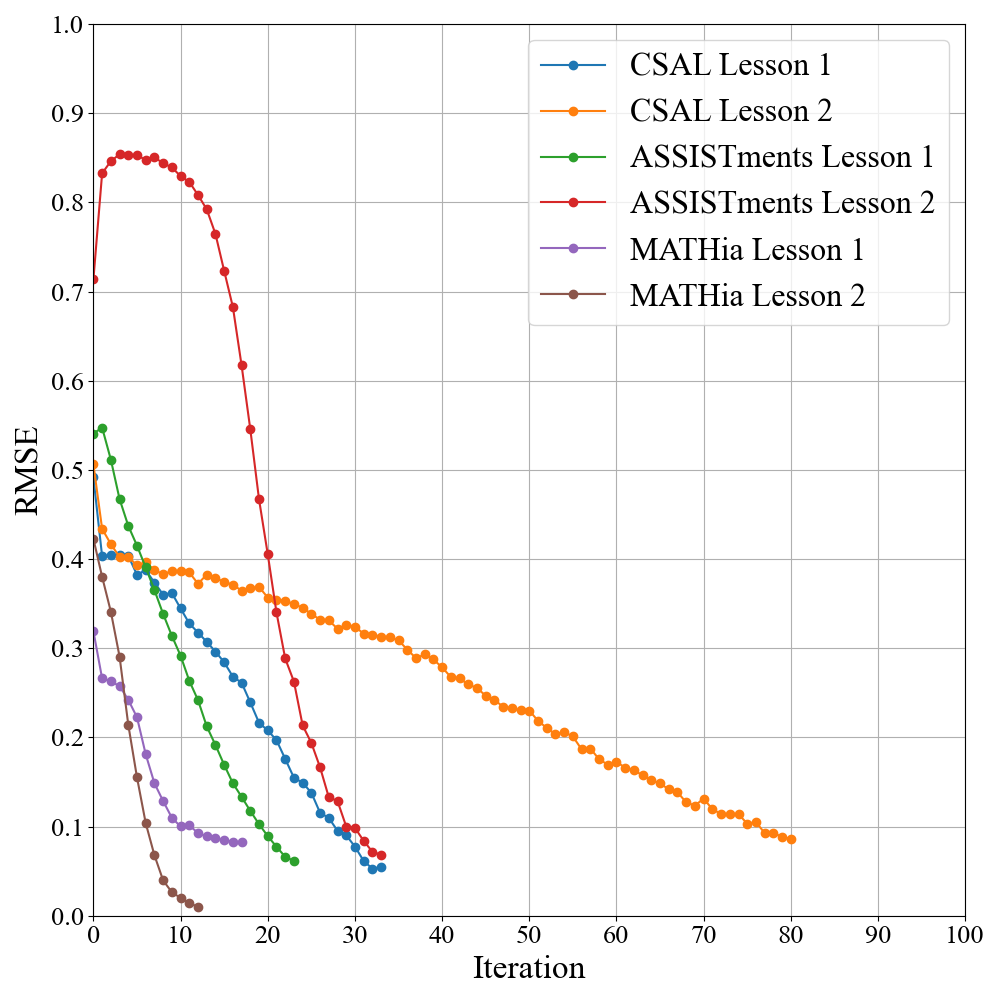 1.0
0.9
0.8
0.7
0.6
0.5
0.4
0.3
0.2
0.1
0.0
RMSE
CSAL Lesson 1
CSAL Lesson 2
ASSISTments Lesson 1
ASSISTments Lesson 2
MATHia Lesson 1
MATHia Lesson 2
0 10 20 30 40 50 60 70 80 90 100
Iteration